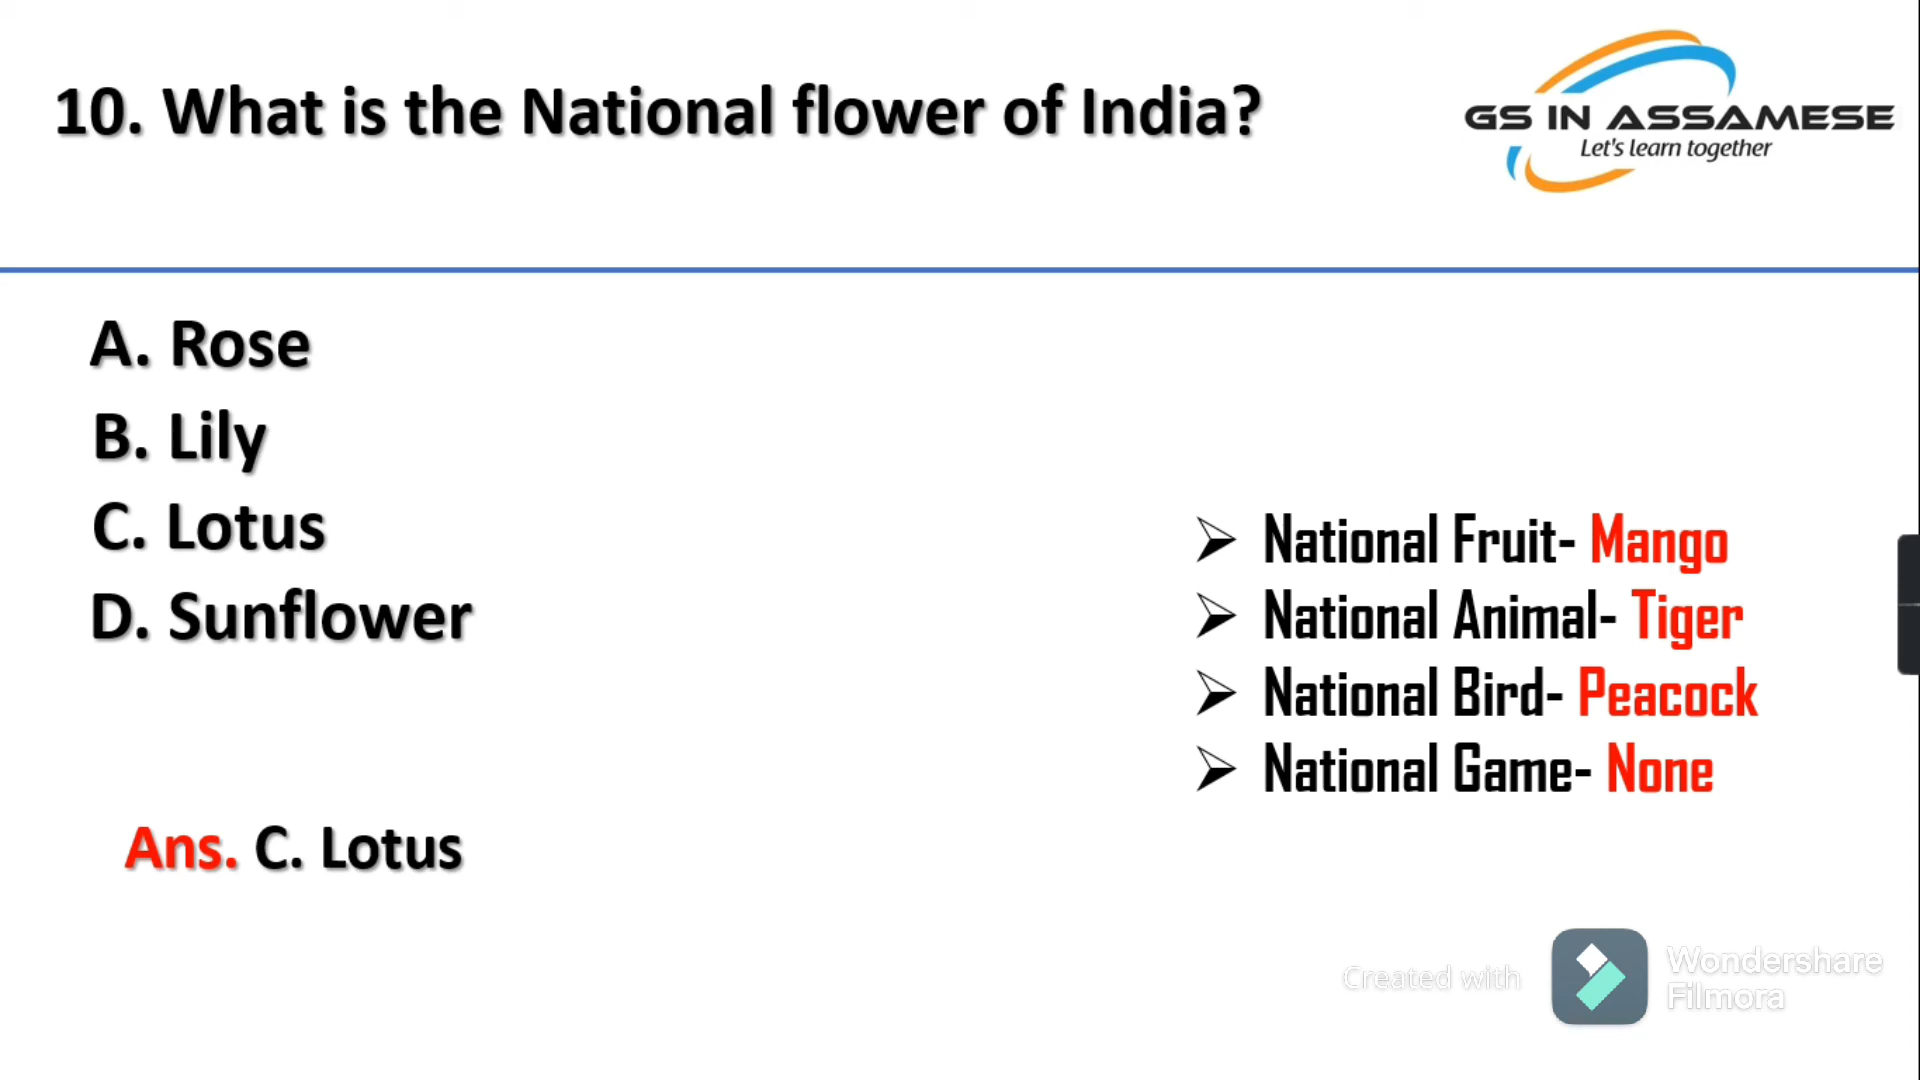 10. What is the National flower of India?
GS IN ASSAMESE
Let's learn together
A. Rose
B. Lily
C. Lotus
D. Sunflower
➢ National Fruit- Mango
➢ National Animal- Tiger
➢ National Bird- Peacock
➢ National Game- None
Ans. C. Lotus
Created with
Wondershare
Filmora